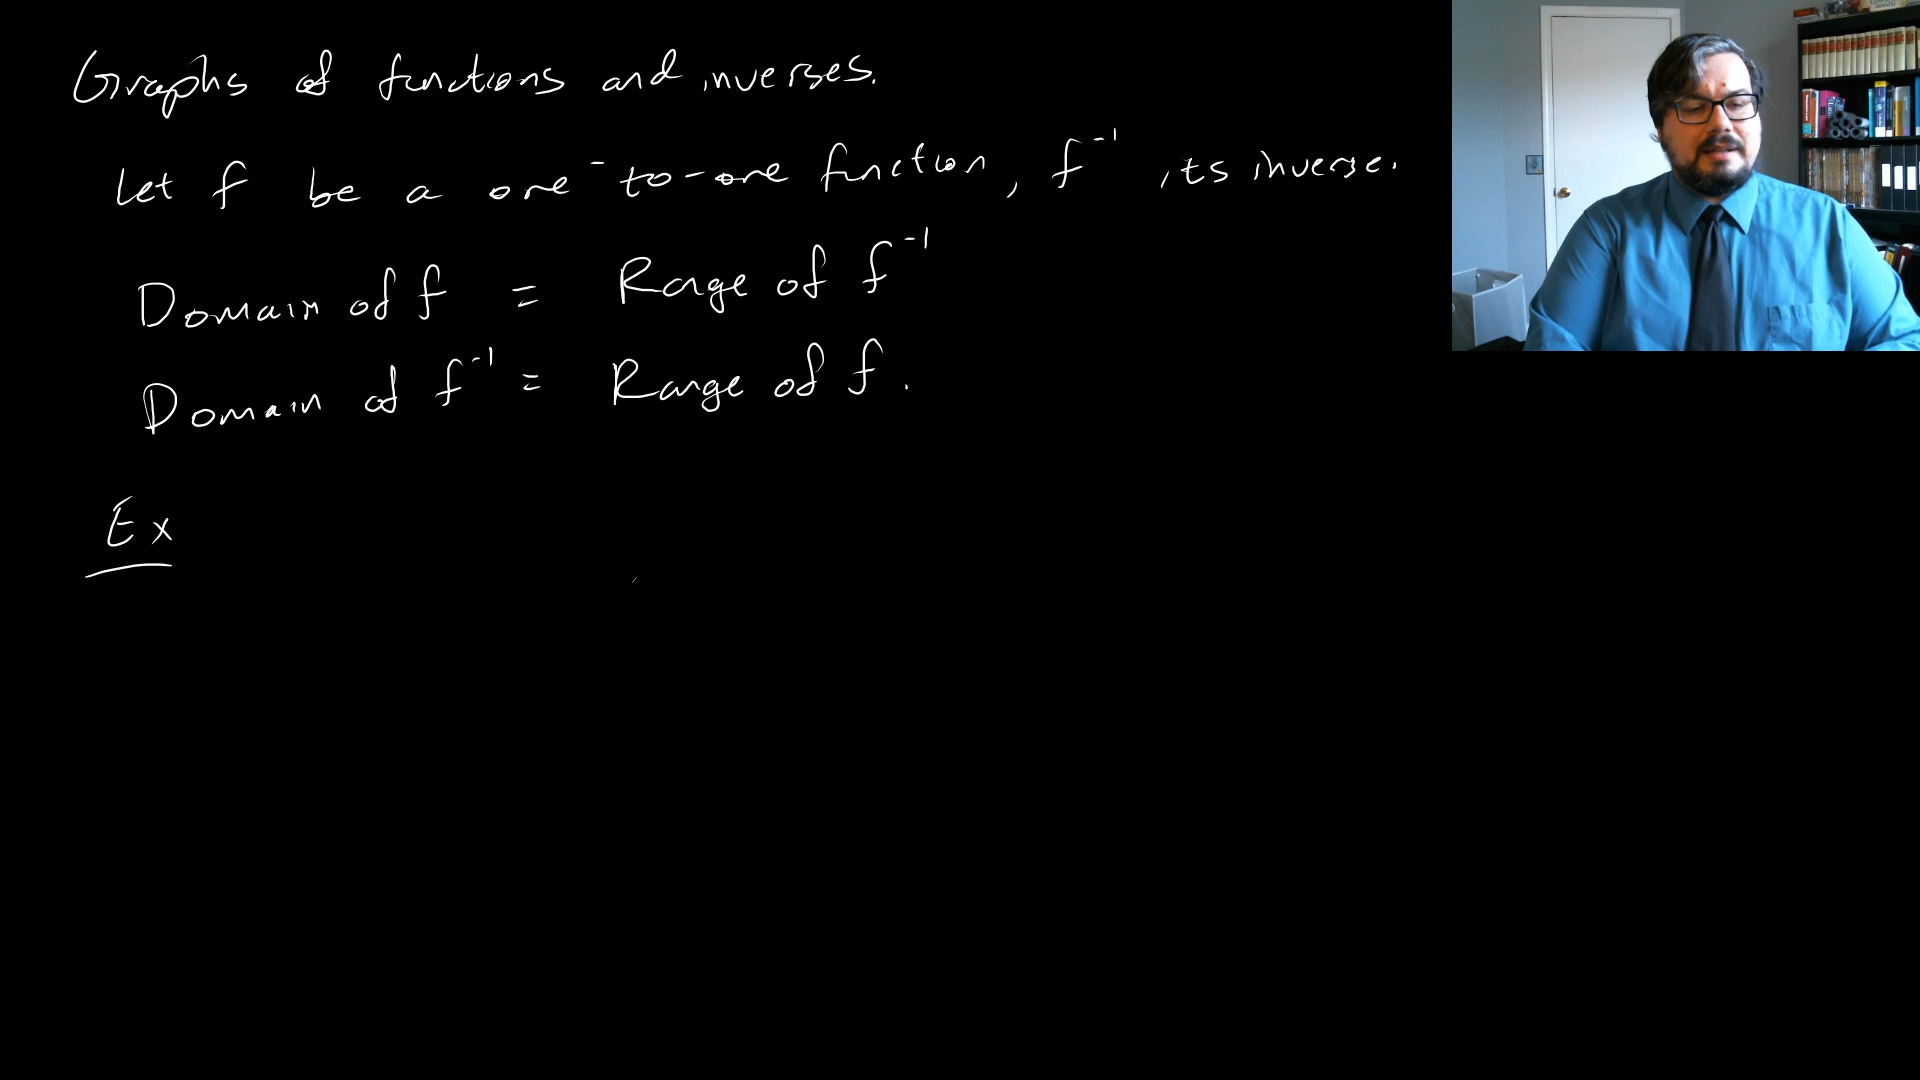 Graphs of functions and inverses.
Let f be a one-to-one function, f⁻¹ its inverse.
Domain of f = Range of f⁻¹
Domain of f⁻¹ = Range of f.
Ex